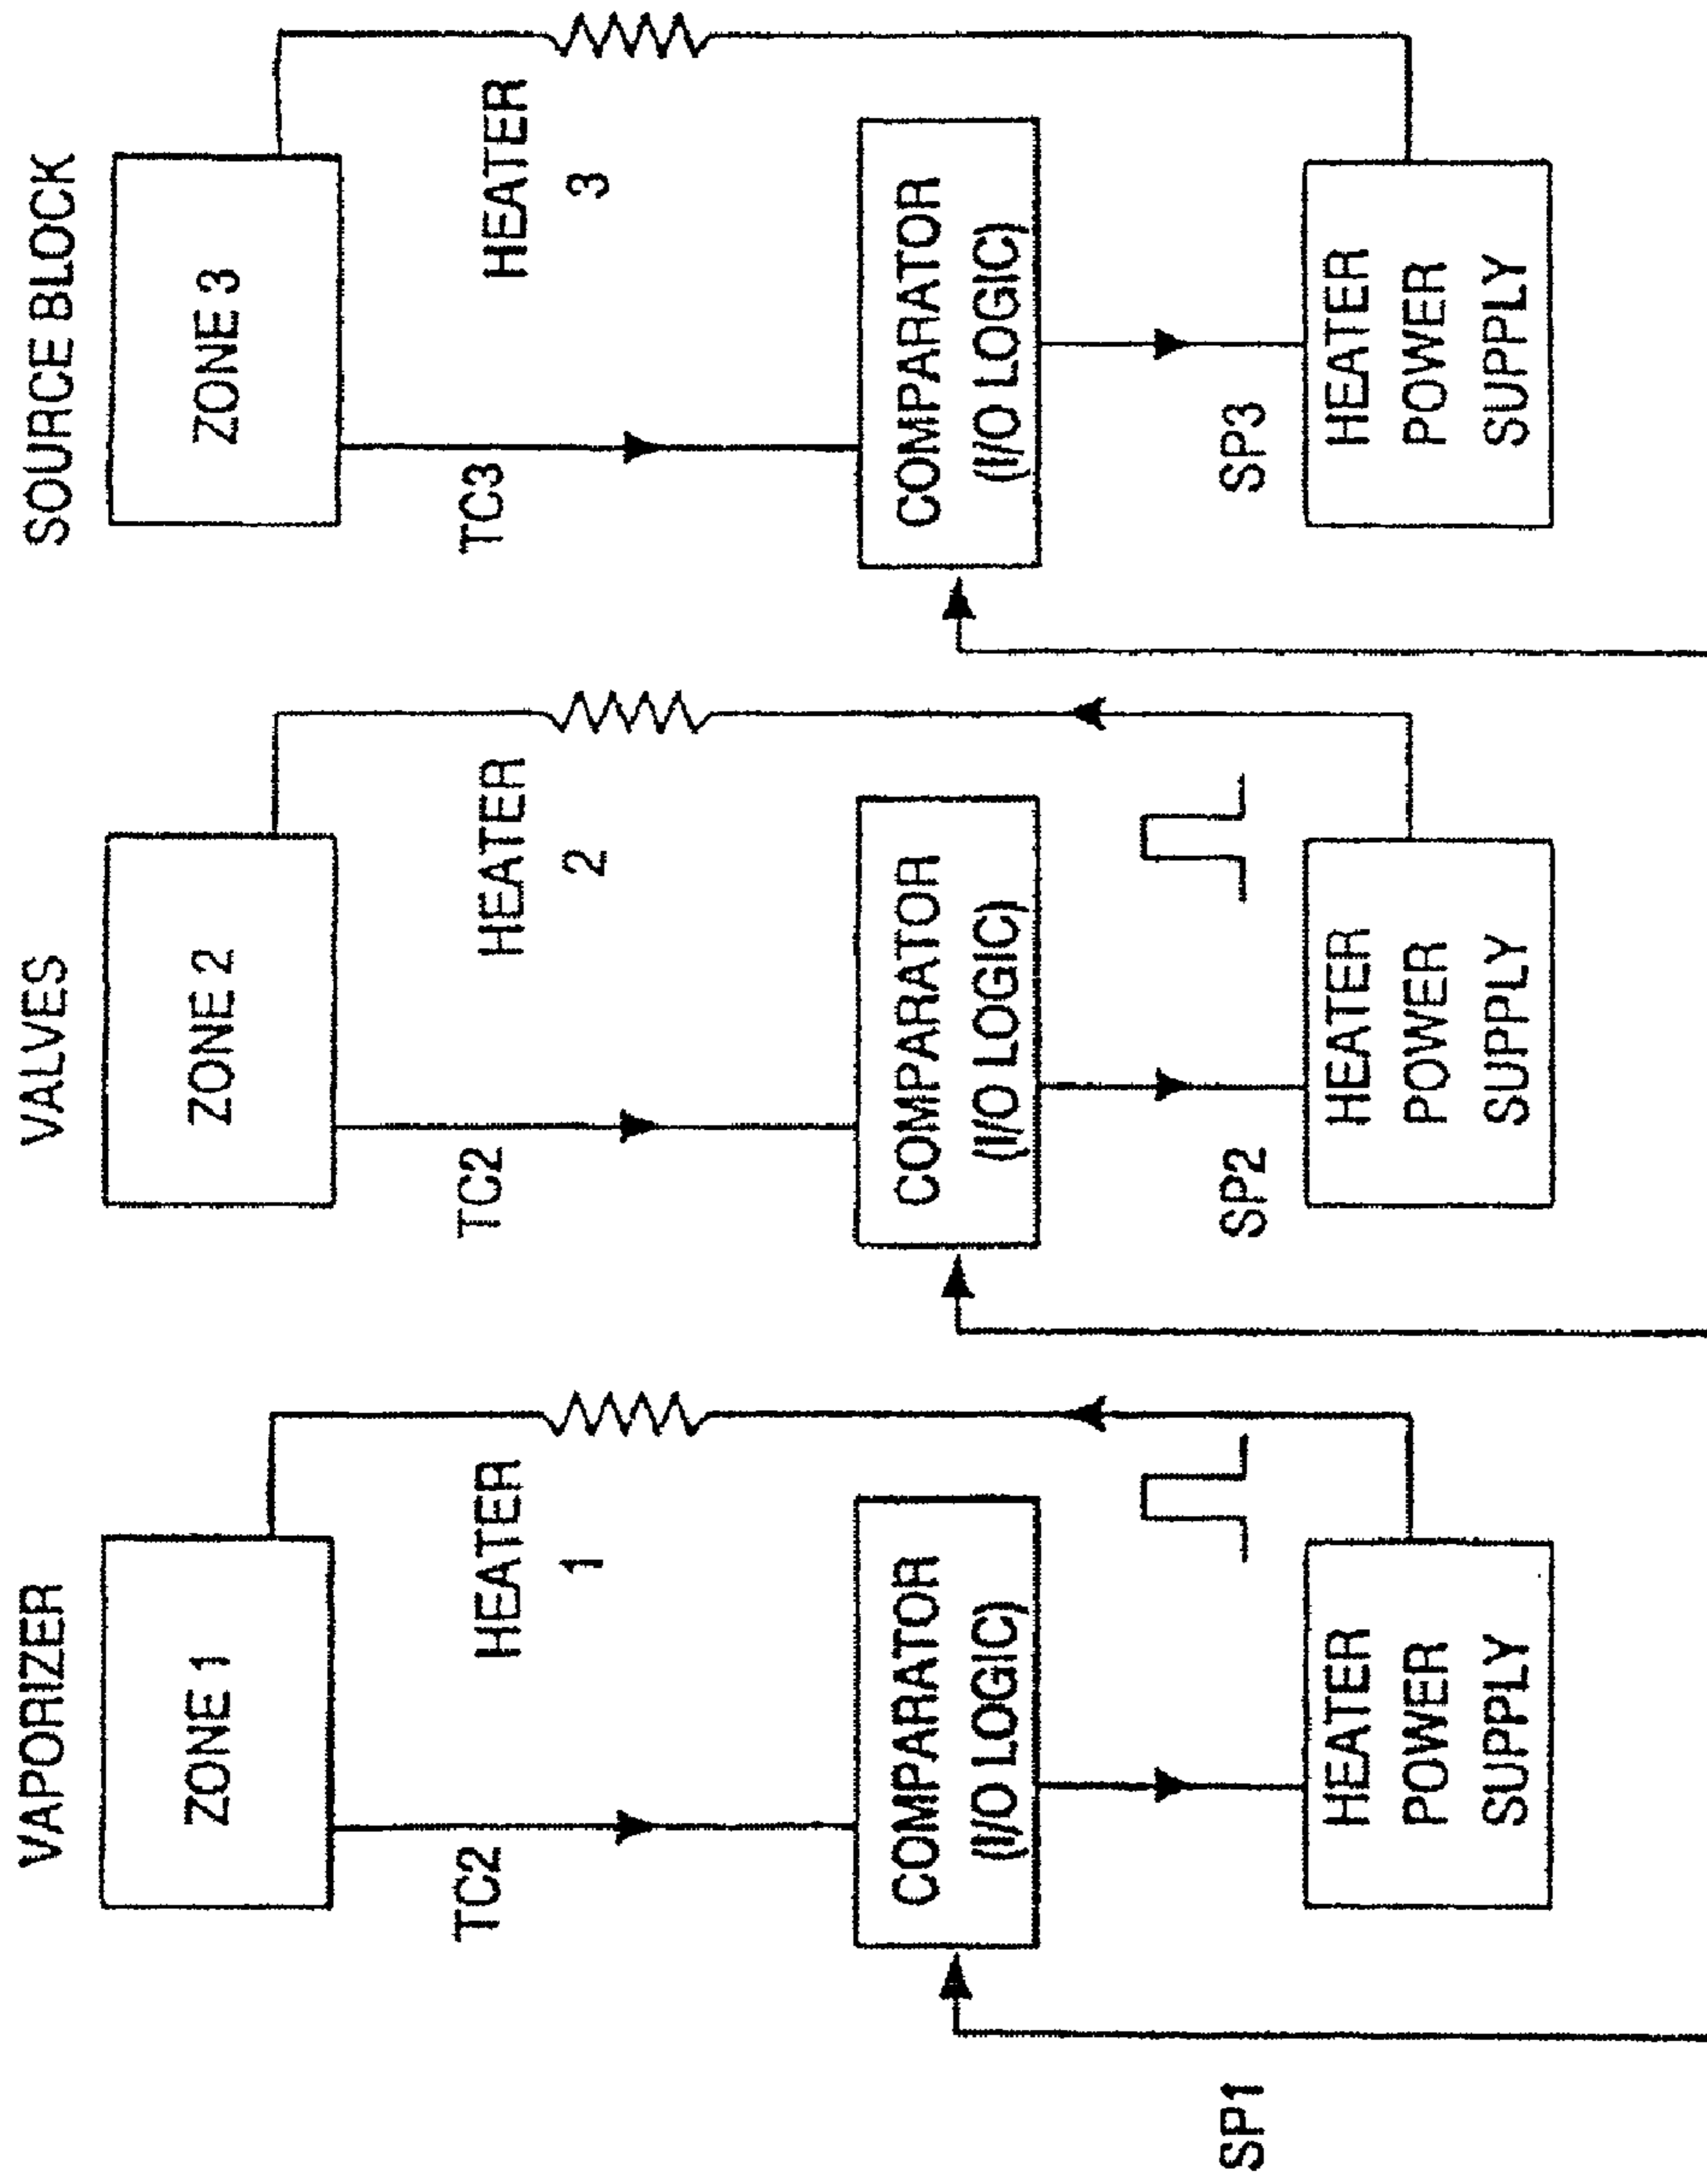 VAPORIZER
ZONE 1
TC2
HEATER
1
COMPARATOR
(I/O LOGIC)
SP1
HEATER
POWER
SUPPLY
VALVES
ZONE 2
TC2
HEATER
2
COMPARATOR
(I/O LOGIC)
SP2
HEATER
POWER
SUPPLY
SOURCE BLOCK
ZONE 3
TC3
HEATER
3
COMPARATOR
(I/O LOGIC)
SP3
HEATER
POWER
SUPPLY